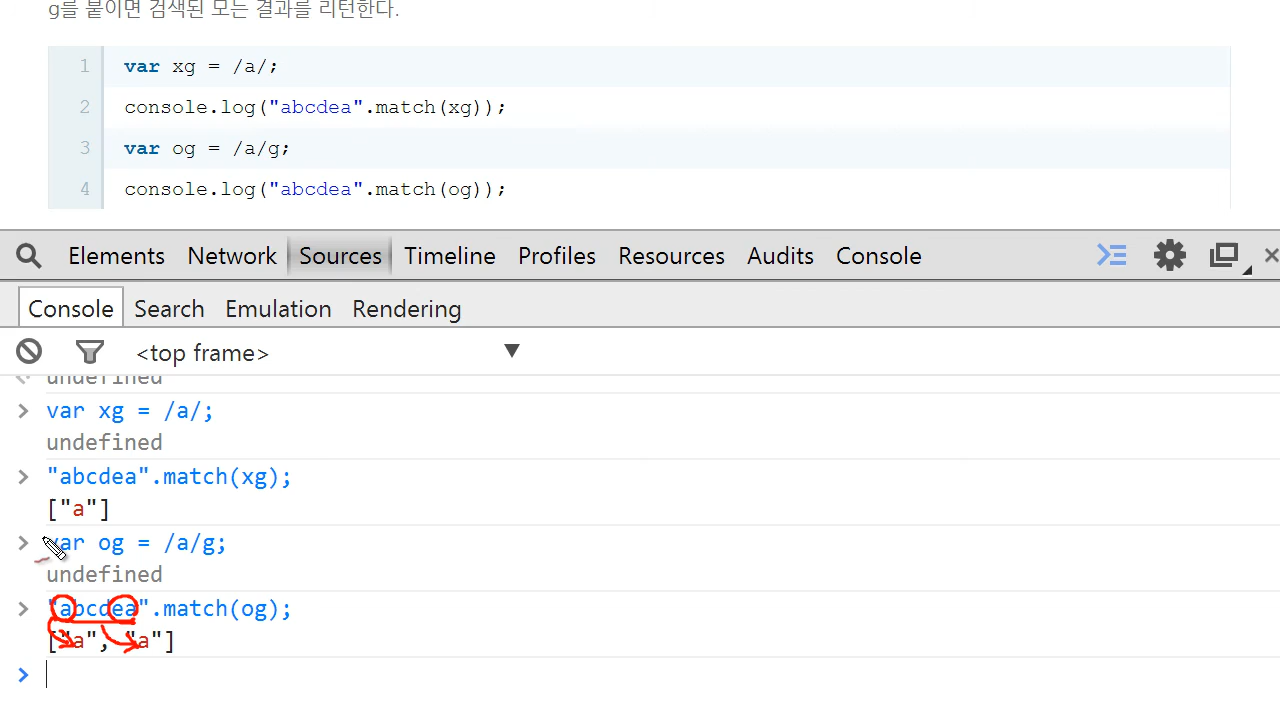 g를 붙이면 검색된 모든 결과를 리턴한다.
1 var xg = /a/;
2 console.log("abcdea".match(xg));
3 var og = /a/g;
4 console.log("abcdea".match(og));
Elements Network Sources Timeline Profiles Resources Audits Console
Console Search Emulation Rendering
<top frame>
undefined
var xg = /a/;
undefined
"abcdea".match(xg);
["a"]
var og = /a/g;
undefined
"abcdea".match(og);
["a", "a"]